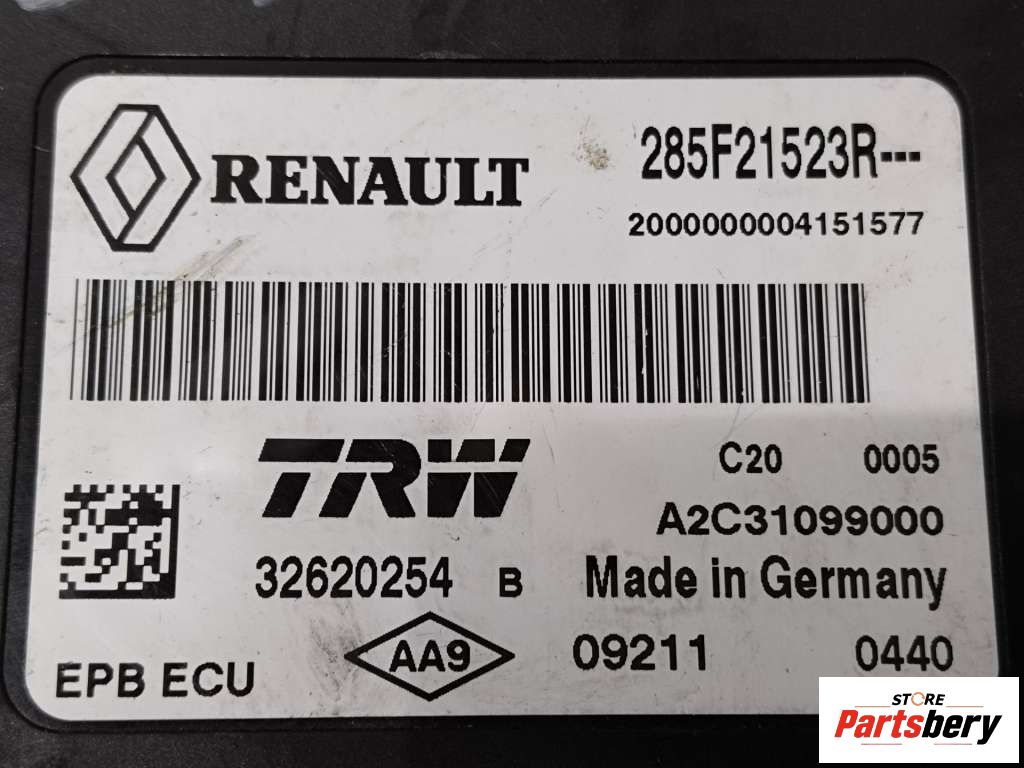 RENAULT 285F21523R---
2000000004151577
TRW C20 0005
A2C31099000
32620254 B Made in Germany
EPB ECU AA9 09211 0440
STORE
Partsbery